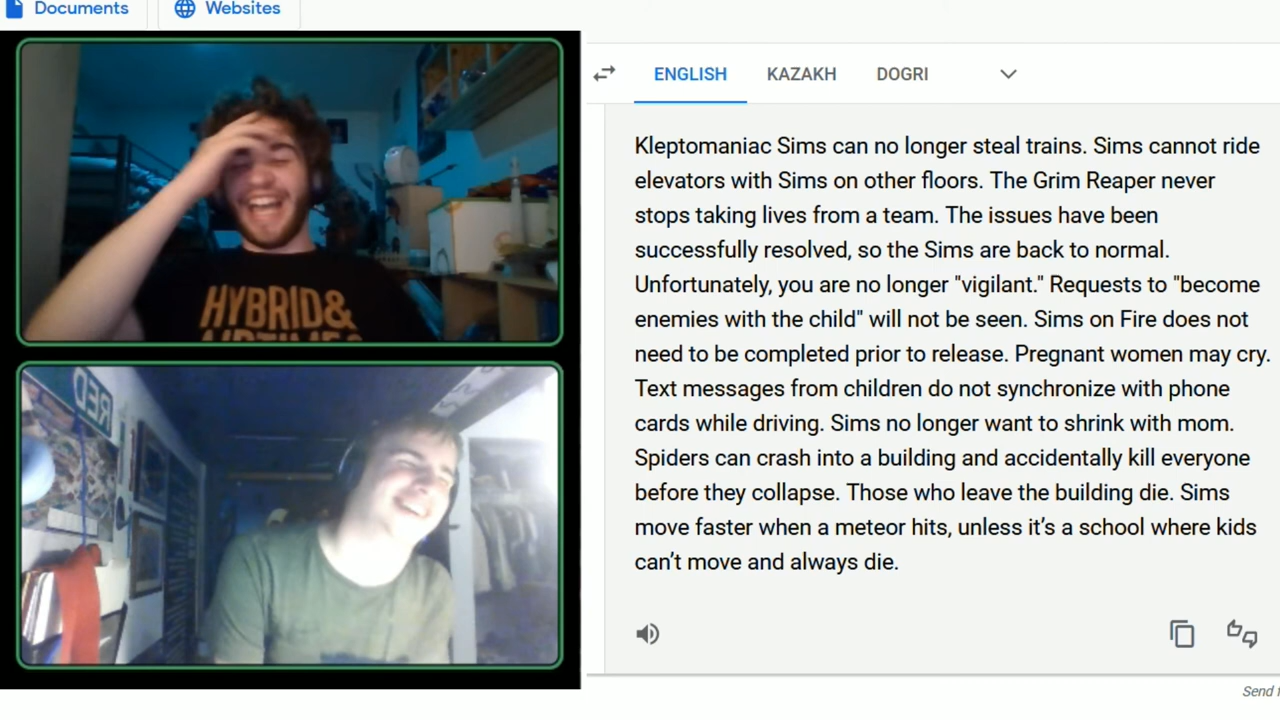 Documents
Websites
ENGLISH
KAZAKH
DOGRI
Kleptomaniac Sims can no longer steal trains. Sims cannot ride
elevators with Sims on other floors. The Grim Reaper never
stops taking lives from a team. The issues have been
successfully resolved, so the Sims are back to normal.
Unfortunately, you are no longer "vigilant." Requests to "become
enemies with the child" will not be seen. Sims on Fire does not
need to be completed prior to release. Pregnant women may cry.
Text messages from children do not synchronize with phone
cards while driving. Sims no longer want to shrink with mom.
Spiders can crash into a building and accidentally kill everyone
before they collapse. Those who leave the building die. Sims
move faster when a meteor hits, unless it’s a school where kids
can’t move and always die.
Send
HYBRID&
RED